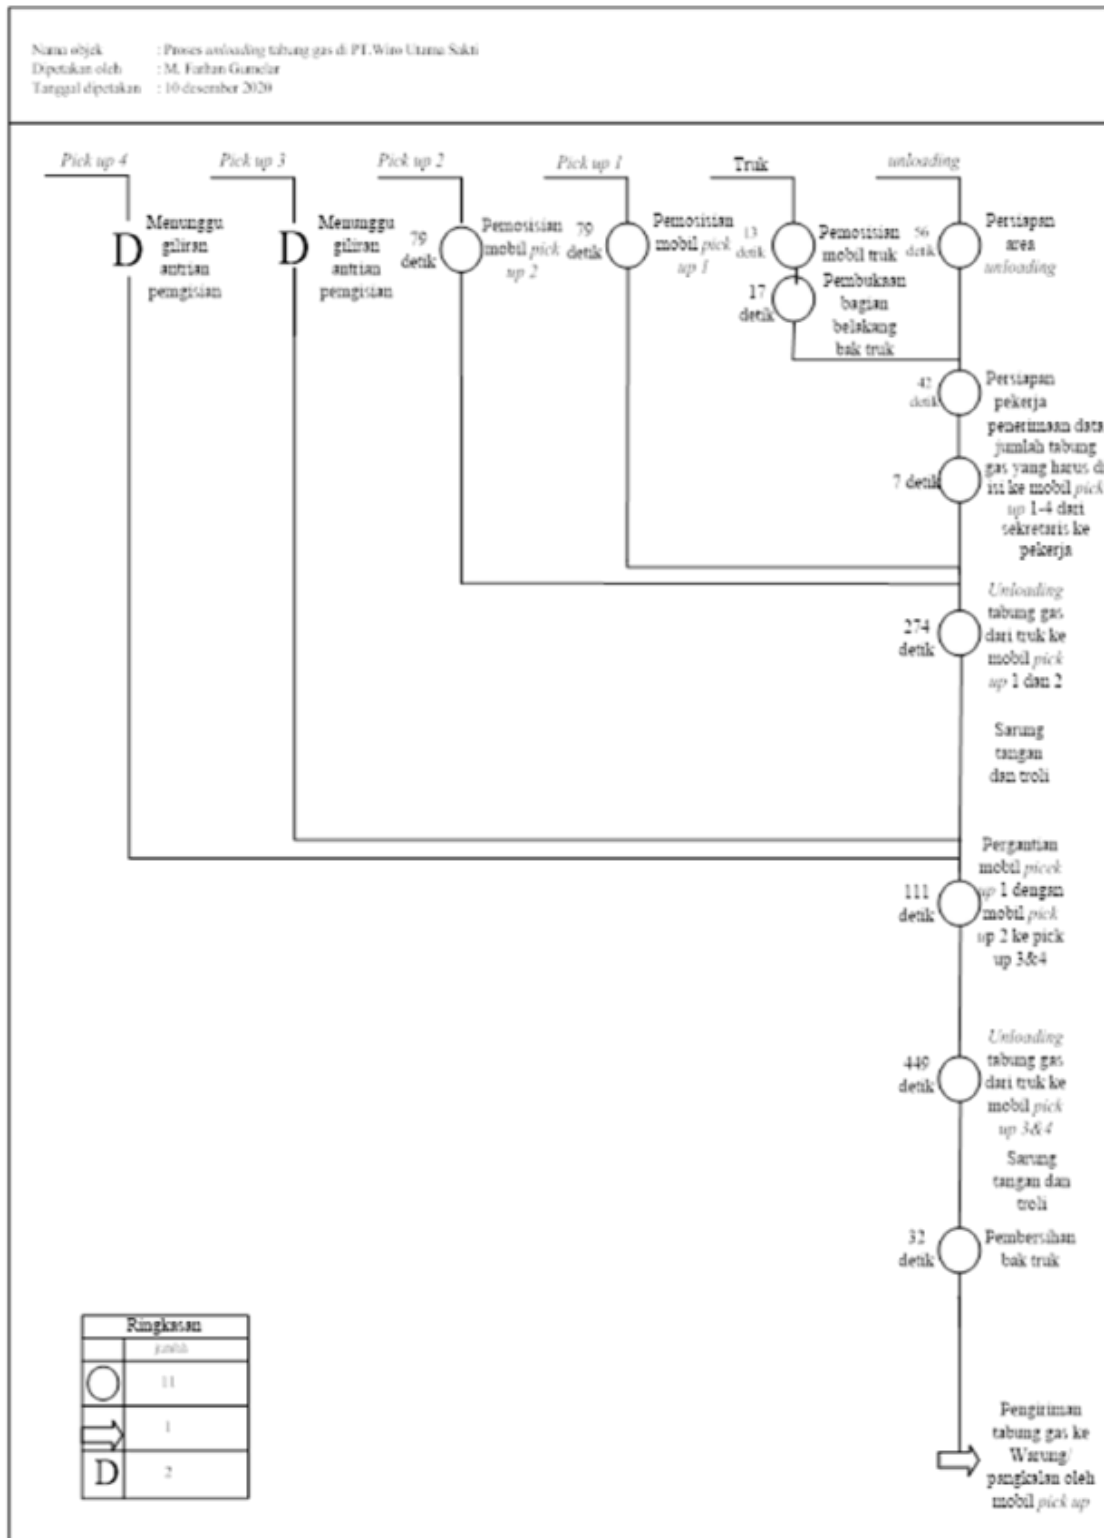 Nama objek : Proses unloading tabung gas di PT.Wiro Utama Sakti
Dipetakan oleh : M. Farhan Gumelar
Tanggal dipetakan : 10 desember 2020
Pick up 4
Pick up 3
Pick up 2
Pick up 1
Truk
unloading
D
Menunggu
giliran
antrian
pemgisian
D
Menunggu
giliran
antrian
pemgisian
79
detik
Pemosisian
mobil pick
up 2
79
detik
Pemosisian
mobil pick
up 1
13
detik
Pemosisian
mobil truk
17
detik
Pembukaan
bagian
belakang
bak truk
56
detik
Persiapan
area
unloading
42
detik
Persiapan
pekerja
7 detik
penerimaan data
jumlah tabung
gas yang harus di
isi ke mobil pick
up 1-4 dari
sekretaris ke
pekerja
274
detik
Unloading
tabung gas
dari truk ke
mobil pick
up 1 dan 2
Sarung
tangan
dan troli
111
detik
Pergantian
mobil picek
up 1 dengan
mobil pick
up 2 ke pick
up 3&4
449
detik
Unloading
tabung gas
dari truk ke
mobil pick
up 3&4
Sarung
tangan dan
troli
32
detik
Pembersihan
bak truk
Pengiriman
tabung gas ke
Warung/
pangkalan oleh
mobil pick up
Ringkasan
jumlah
11
1
D 2